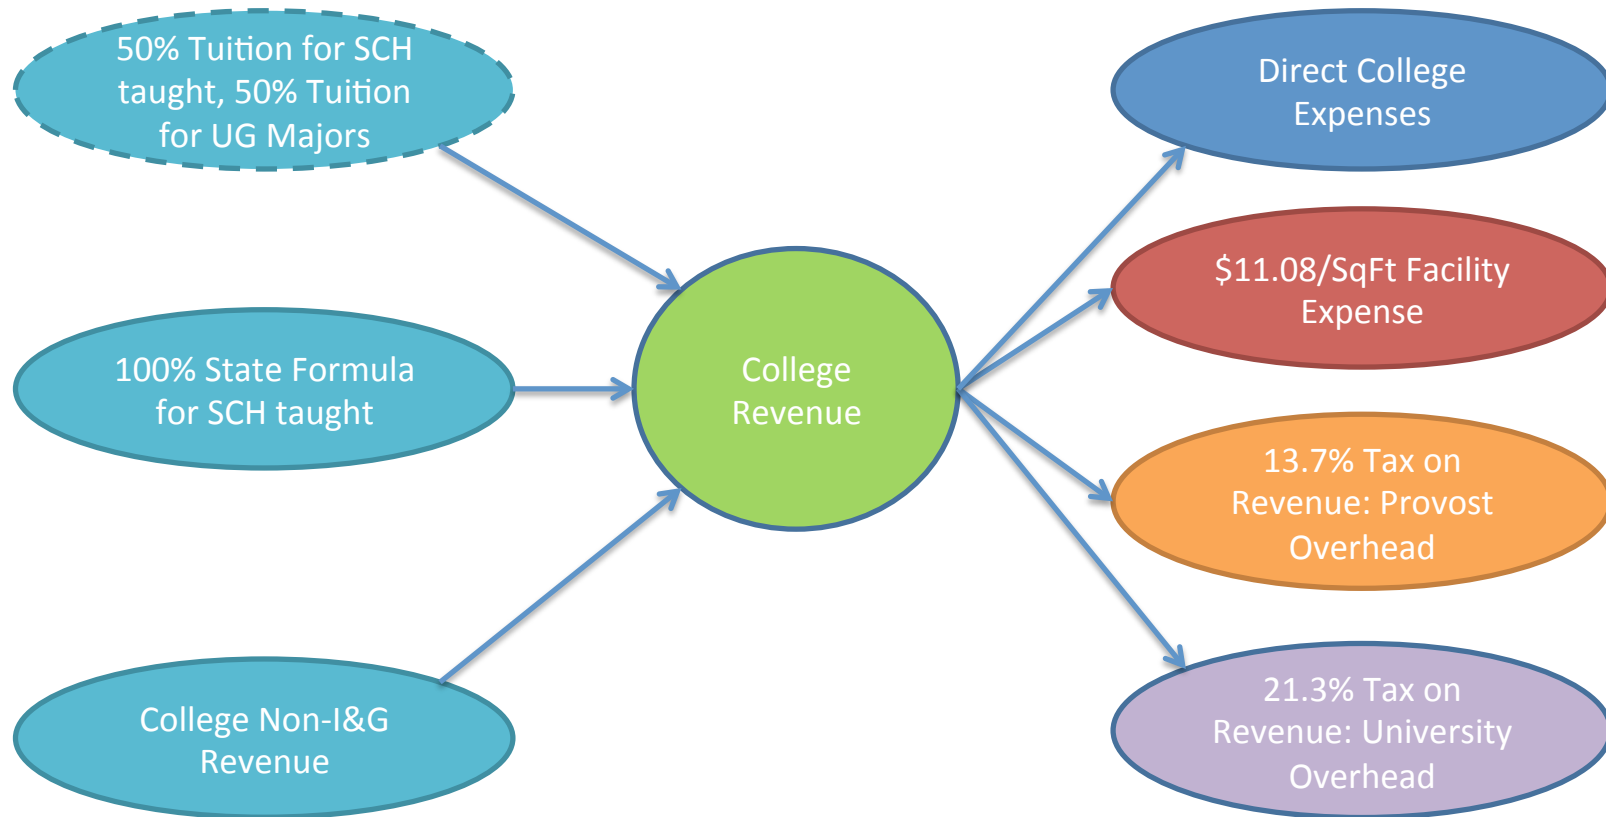 50% Tuition for SCH
taught, 50% Tuition
for UG Majors
100% State Formula
for SCH taught
College Non-I&G
Revenue
College
Revenue
Direct College
Expenses
$11.08/SqFt Facility
Expense
13.7% Tax on
Revenue: Provost
Overhead
21.3% Tax on
Revenue: University
Overhead